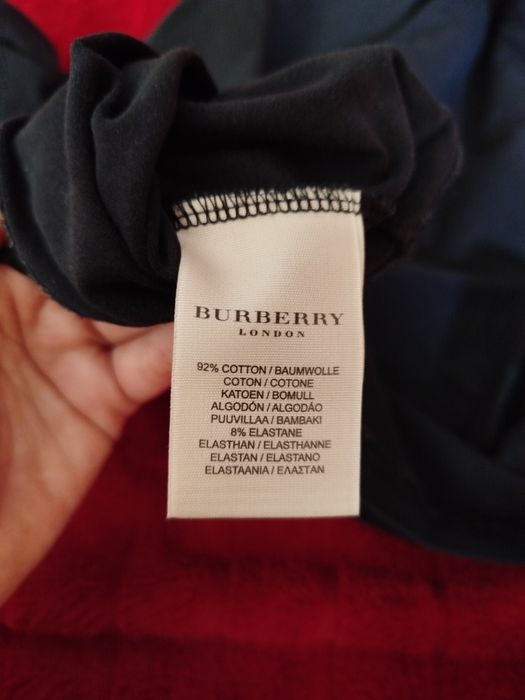 BURBERRY
LONDON
92% COTTON / BAUMWOLLE
COTON / COTONE
KATOEN / BOMULL
ALGODÓN / ALGODÁO
PUUVILLAA / BAMBAKI
8% ELASTANE
ELASTHAN / ELASTHANNE
ELASTAN / ELASTANO
ELASTAANIA / ΕΛΑΣΤΑΝ